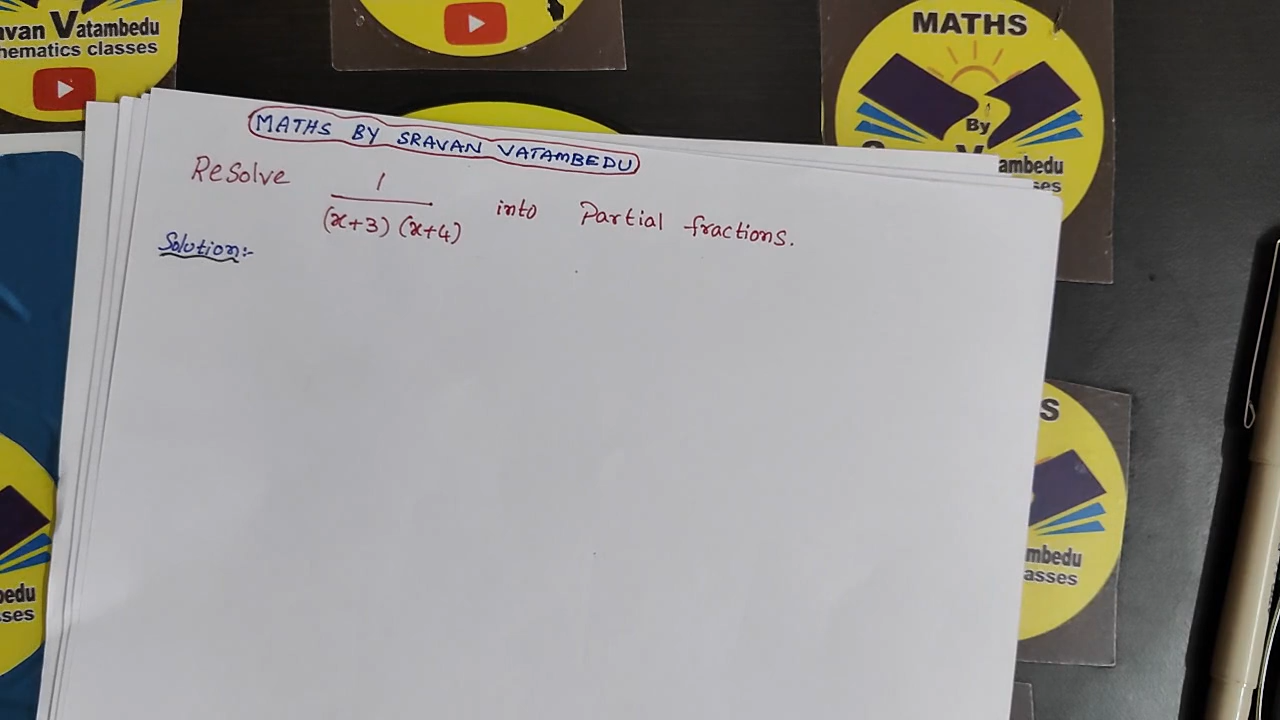 avan Vatambedu
hematics classes
MATHS
By
ambedu
ses
MATHS BY SRAVAN VATAMBEDU
Resolve 1/((x+3)(x+4)) into Partial fractions.
Solution:-
S
mbedu
asses
bedu
ses